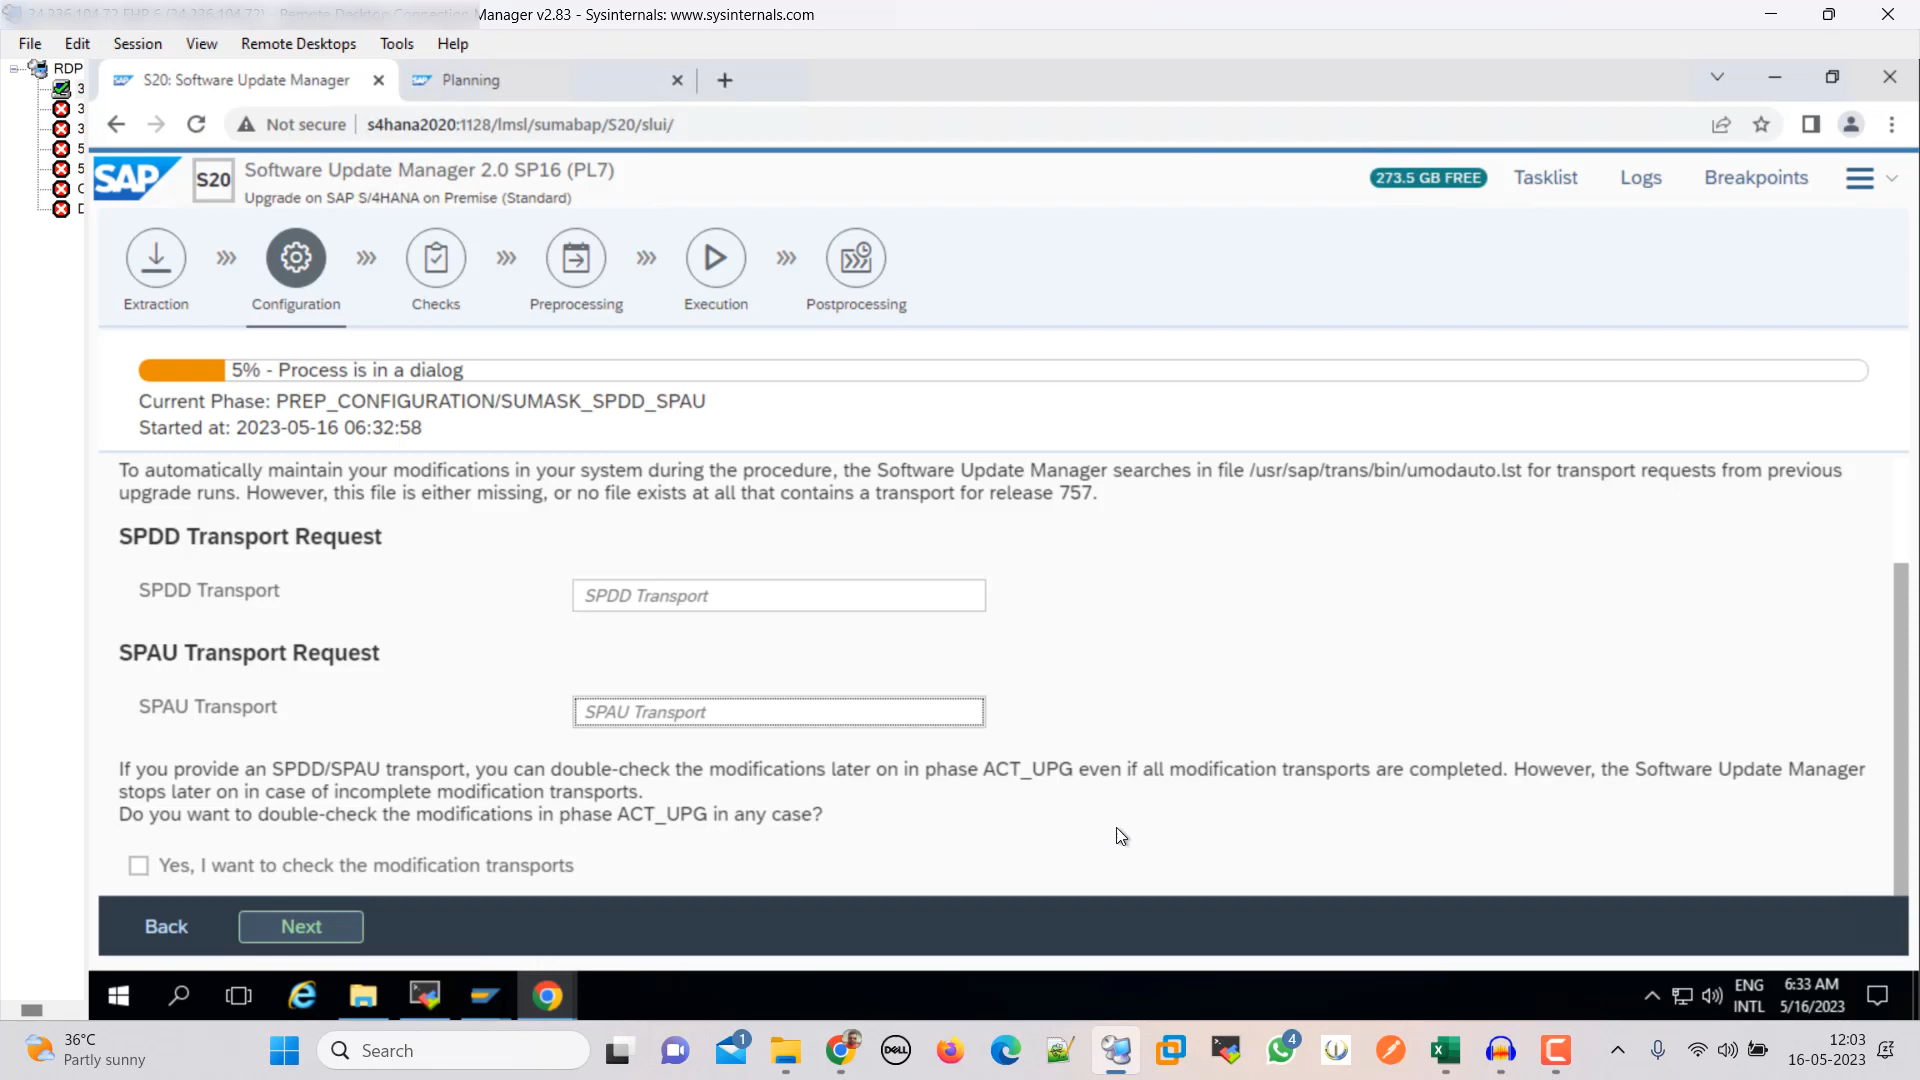 Manager v2.83 - Sysinternals: www.sysinternals.com
File Edit Session View Remote Desktops Tools Help
RDP
S20: Software Update Manager
Planning
3
3
3
5
5
Not secure
s4hana2020:1128/lmsl/sumabap/S20/slui/
SAP
S20
Software Update Manager 2.0 SP16 (PL7)
Upgrade on SAP S/4HANA on Premise (Standard)
273.5 GB FREE
Tasklist
Logs
Breakpoints
Extraction
Configuration
Checks
Preprocessing
Execution
Postprocessing
5% - Process is in a dialog
Current Phase: PREP_CONFIGURATION/SUMASK_SPDD_SPAU
Started at: 2023-05-16 06:32:58
To automatically maintain your modifications in your system during the procedure, the Software Update Manager searches in file /usr/sap/trans/bin/umodauto.lst for transport requests from previous
upgrade runs. However, this file is either missing, or no file exists at all that contains a transport for release 757.
SPDD Transport Request
SPDD Transport
SPDD Transport
SPAU Transport Request
SPAU Transport
SPAU Transport
If you provide an SPDD/SPAU transport, you can double-check the modifications later on in phase ACT_UPG even if all modification transports are completed. However, the Software Update Manager
stops later on in case of incomplete modification transports.
Do you want to double-check the modifications in phase ACT_UPG in any case?
Yes, I want to check the modification transports
Back
Next
ENG
INTL
6:33 AM
5/16/2023
36°C
Partly sunny
Search
1
DELL
4
12:03
16-05-2023